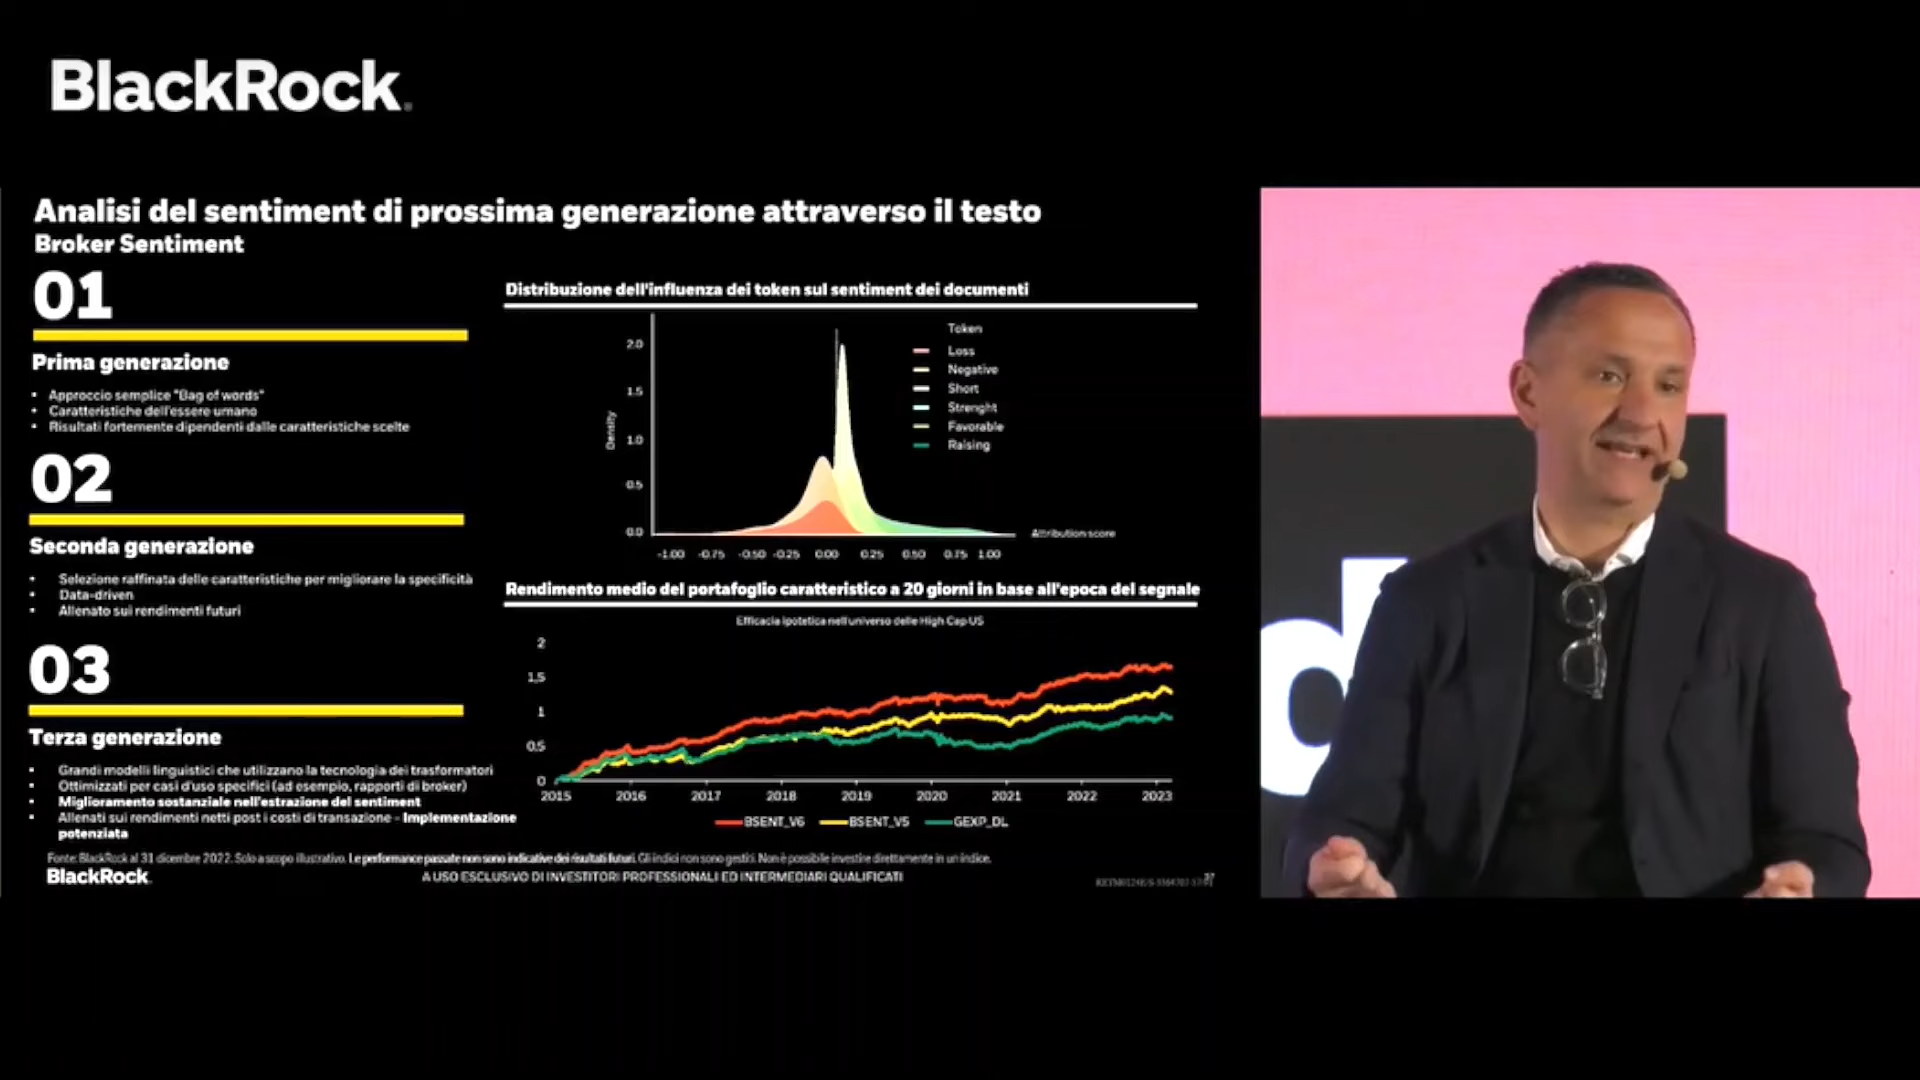 BlackRock.
Analisi del sentiment di prossima generazione attraverso il testo
Broker Sentiment
01
Prima generazione
• Approccio semplice "Bag of words"
• Caratteristiche dell'essere umano
• Risultati fortemente dipendenti dalle caratteristiche scelte
02
Seconda generazione
• Selezione raffinata delle caratteristiche per migliorare la specificità
• Data-driven
• Allenato sui rendimenti futuri
03
Terza generazione
• Grandi modelli linguistici che utilizzano la tecnologia dei trasformatori
• Ottimizzati per casi d'uso specifici (ad esempio, rapporti di broker)
• Miglioramento sostanziale nell'estrazione del sentiment
• Allenati sui rendimenti netti post i costi di transazione - Implementazione
potenziata
Distribuzione dell'influenza dei token sul sentiment dei documenti
Token
Loss
Negative
Short
Strenght
Favorable
Raising
Density
2.0
1.5
1.0
0.5
0.0
Attribution score
-1.00 -0.75 -0.50 -0.25 0.00 0.25 0.50 0.75 1.00
Rendimento medio del portafoglio caratteristico a 20 giorni in base all'epoca del segnale
Efficacia ipotetica nell'universo delle High Cap US
2
1,5
1
0,5
0
2015 2016 2017 2018 2019 2020 2021 2022 2023
BSENT_V6 BSENT_V5 GEXP_DL
Fonte: BlackRock al 31 dicembre 2022. Solo a scopo illustrativo. Le performance passate non sono indicative dei risultati futuri. Gli indici non sono gestiti. Non è possibile investire direttamente in un indice.
BlackRock.
A USO ESCLUSIVO DI INVESTITORI PROFESSIONALI ED INTERMEDIARI QUALIFICATI
d